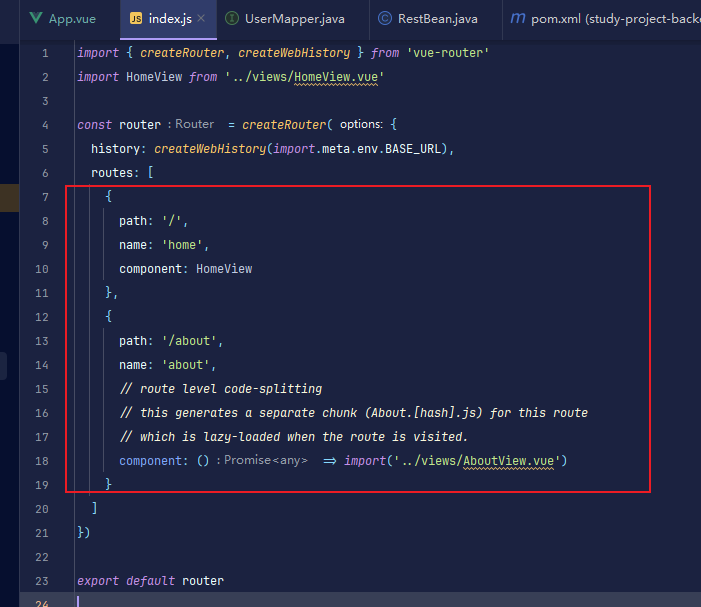 App.vue
JS index.js ×
I UserMapper.java
C RestBean.java
m pom.xml (study-project-back
1 import { createRouter, createWebHistory } from 'vue-router'
2 import HomeView from '../views/HomeView.vue'
3
4 const router : Router = createRouter( options: {
5 history: createWebHistory(import.meta.env.BASE_URL),
6 routes: [
7 {
8 path: '/',
9 name: 'home',
10 component: HomeView
11 },
12 {
13 path: '/about',
14 name: 'about',
15 // route level code-splitting
16 // this generates a separate chunk (About.[hash].js) for this route
17 // which is lazy-loaded when the route is visited.
18 component: () : Promise<any> => import('../views/AboutView.vue')
19 }
20 ]
21 })
22
23 export default router
24